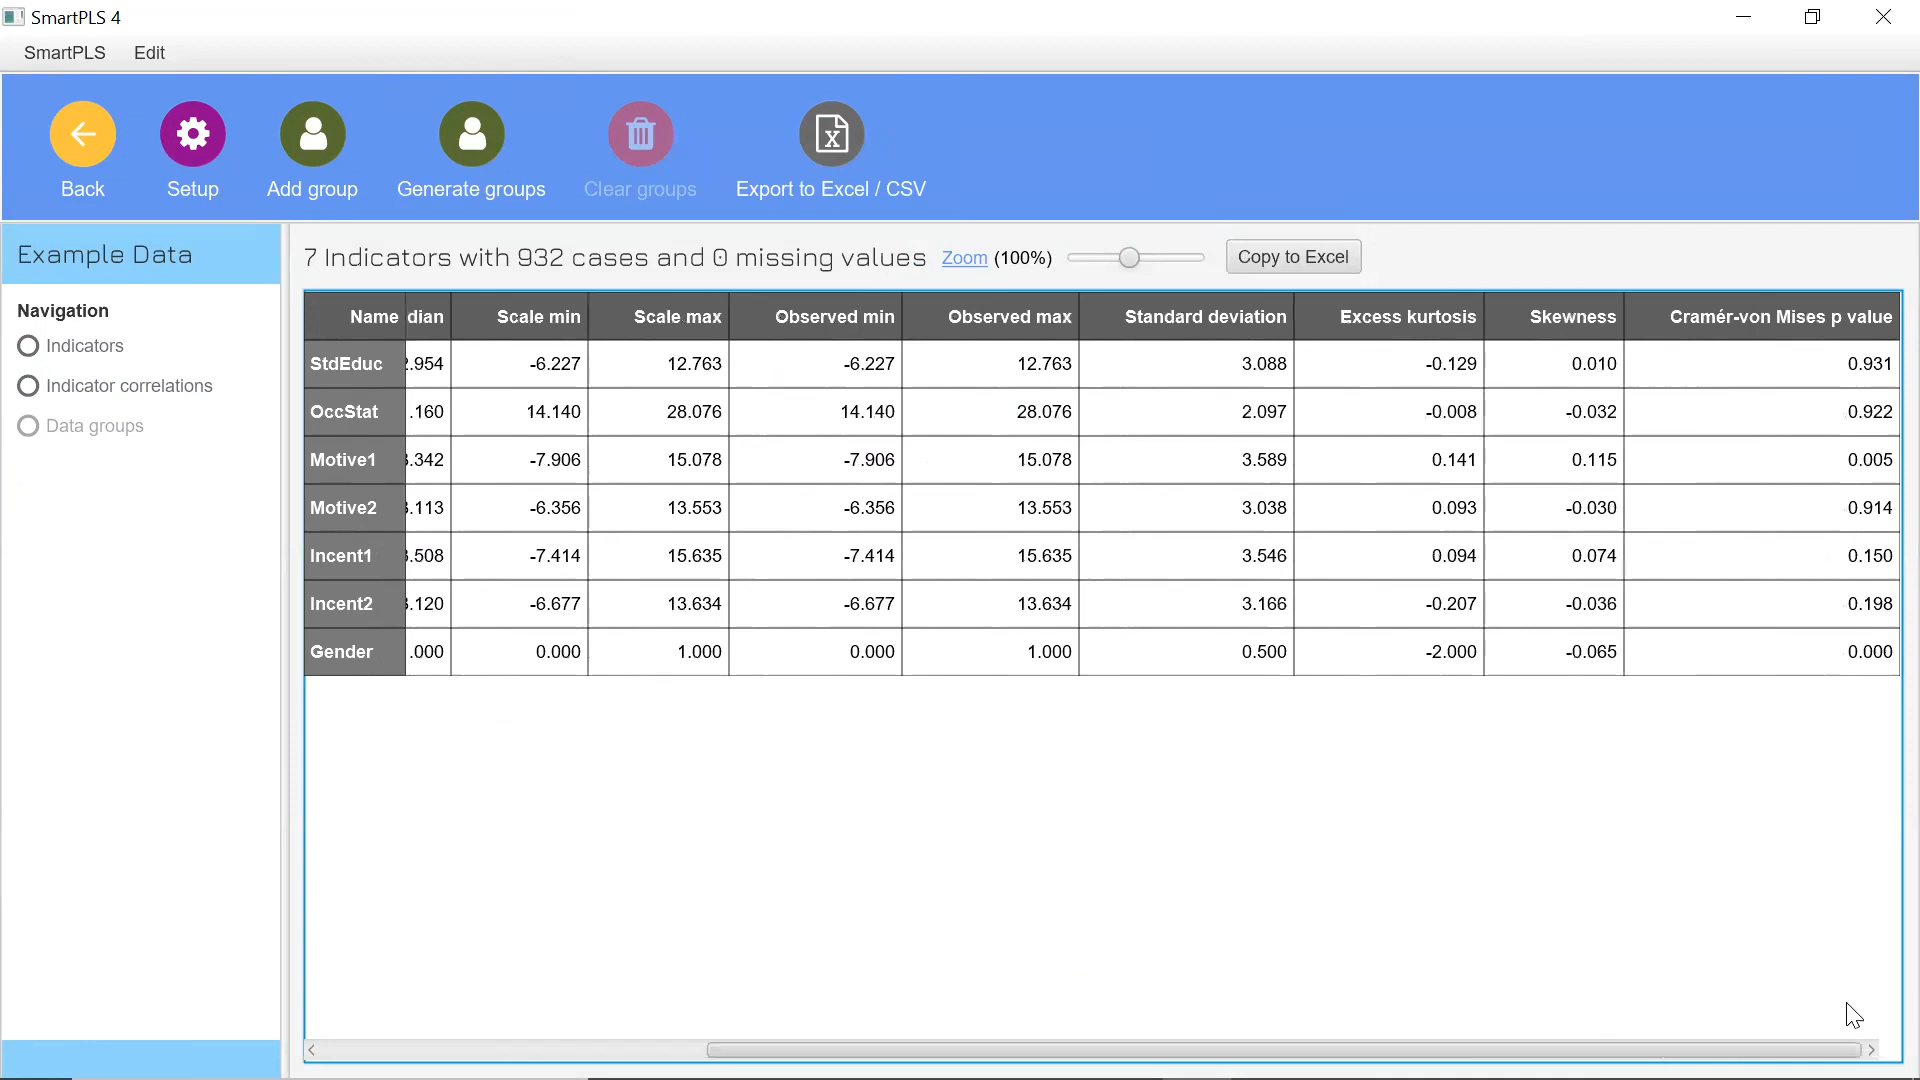 SmartPLS 4
SmartPLS Edit
Back Setup Add group Generate groups Clear groups Export to Excel / CSV
Example Data
7 Indicators with 932 cases and 0 missing values Zoom (100%) Copy to Excel
Navigation
Indicators
Indicator correlations
Data groups
Name dian Scale min Scale max Observed min Observed max Standard deviation Excess kurtosis Skewness Cramér-von Mises p value
StdEduc .954 -6.227 12.763 -6.227 12.763 3.088 -0.129 0.010 0.931
OccStat .160 14.140 28.076 14.140 28.076 2.097 -0.008 -0.032 0.922
Motive1 .342 -7.906 15.078 -7.906 15.078 3.589 0.141 0.115 0.005
Motive2 .113 -6.356 13.553 -6.356 13.553 3.038 0.093 -0.030 0.914
Incent1 .508 -7.414 15.635 -7.414 15.635 3.546 0.094 0.074 0.150
Incent2 .120 -6.677 13.634 -6.677 13.634 3.166 -0.207 -0.036 0.198
Gender .000 0.000 1.000 0.000 1.000 0.500 -2.000 -0.065 0.000